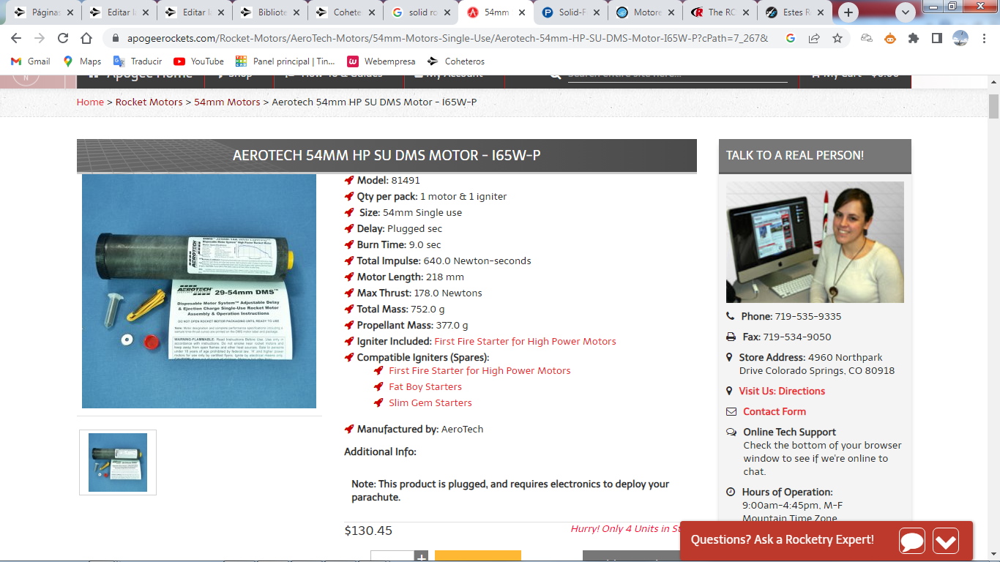 Páginas
Editar l
Editar l
Bibliote
Cohete
solid ro
54mm
Solid-F
Motore
The RC
Estes R
apogeerockets.com/Rocket-Motors/AeroTech-Motors/54mm-Motors-Single-Use/Aerotech-54mm-HP-SU-DMS-Motor-I65W-P?cPath=7_267&
Gmail
Maps
Traducir
YouTube
Panel principal | Tin...
Webempresa
Coheteros
N
Apogee Home
Shop
How-To & Guides
My Account
Search entire site here...
My Cart - $0.00
Home > Rocket Motors > 54mm Motors > Aerotech 54mm HP SU DMS Motor - I65W-P
AEROTECH 54MM HP SU DMS MOTOR - I65W-P
Model: 81491
Qty per pack: 1 motor & 1 igniter
Size: 54mm Single use
Delay: Plugged sec
Burn Time: 9.0 sec
Total Impulse: 640.0 Newton-seconds
Motor Length: 218 mm
Max Thrust: 178.0 Newtons
Total Mass: 752.0 g
Propellant Mass: 377.0 g
Igniter Included: First Fire Starter for High Power Motors
Compatible Igniters (Spares):
First Fire Starter for High Power Motors
Fat Boy Starters
Slim Gem Starters
Manufactured by: AeroTech
Additional Info:
Note: This product is plugged, and requires electronics to deploy your
parachute.
$130.45
Hurry! Only 4 Units in St
AEROTECH
AEROTECH
29-54mm DMS™
Disposable Motor System™ Adjustable Delay
& Ejection Charge Single-Use Rocket Motor
Assembly & Operation Instructions
DO NOT OPEN ROCKET MOTOR PACKAGING UNTIL READY TO USE
TALK TO A REAL PERSON!
Phone: 719-535-9335
Fax: 719-534-9050
Store Address: 4960 Northpark
Drive Colorado Springs, CO 80918
Visit Us: Directions
Contact Form
Online Tech Support
Check the bottom of your browser
window to see if we're online to
chat.
Hours of Operation:
9:00am-4:45pm, M-F
Mountain Time Zone
Questions? Ask a Rocketry Expert!